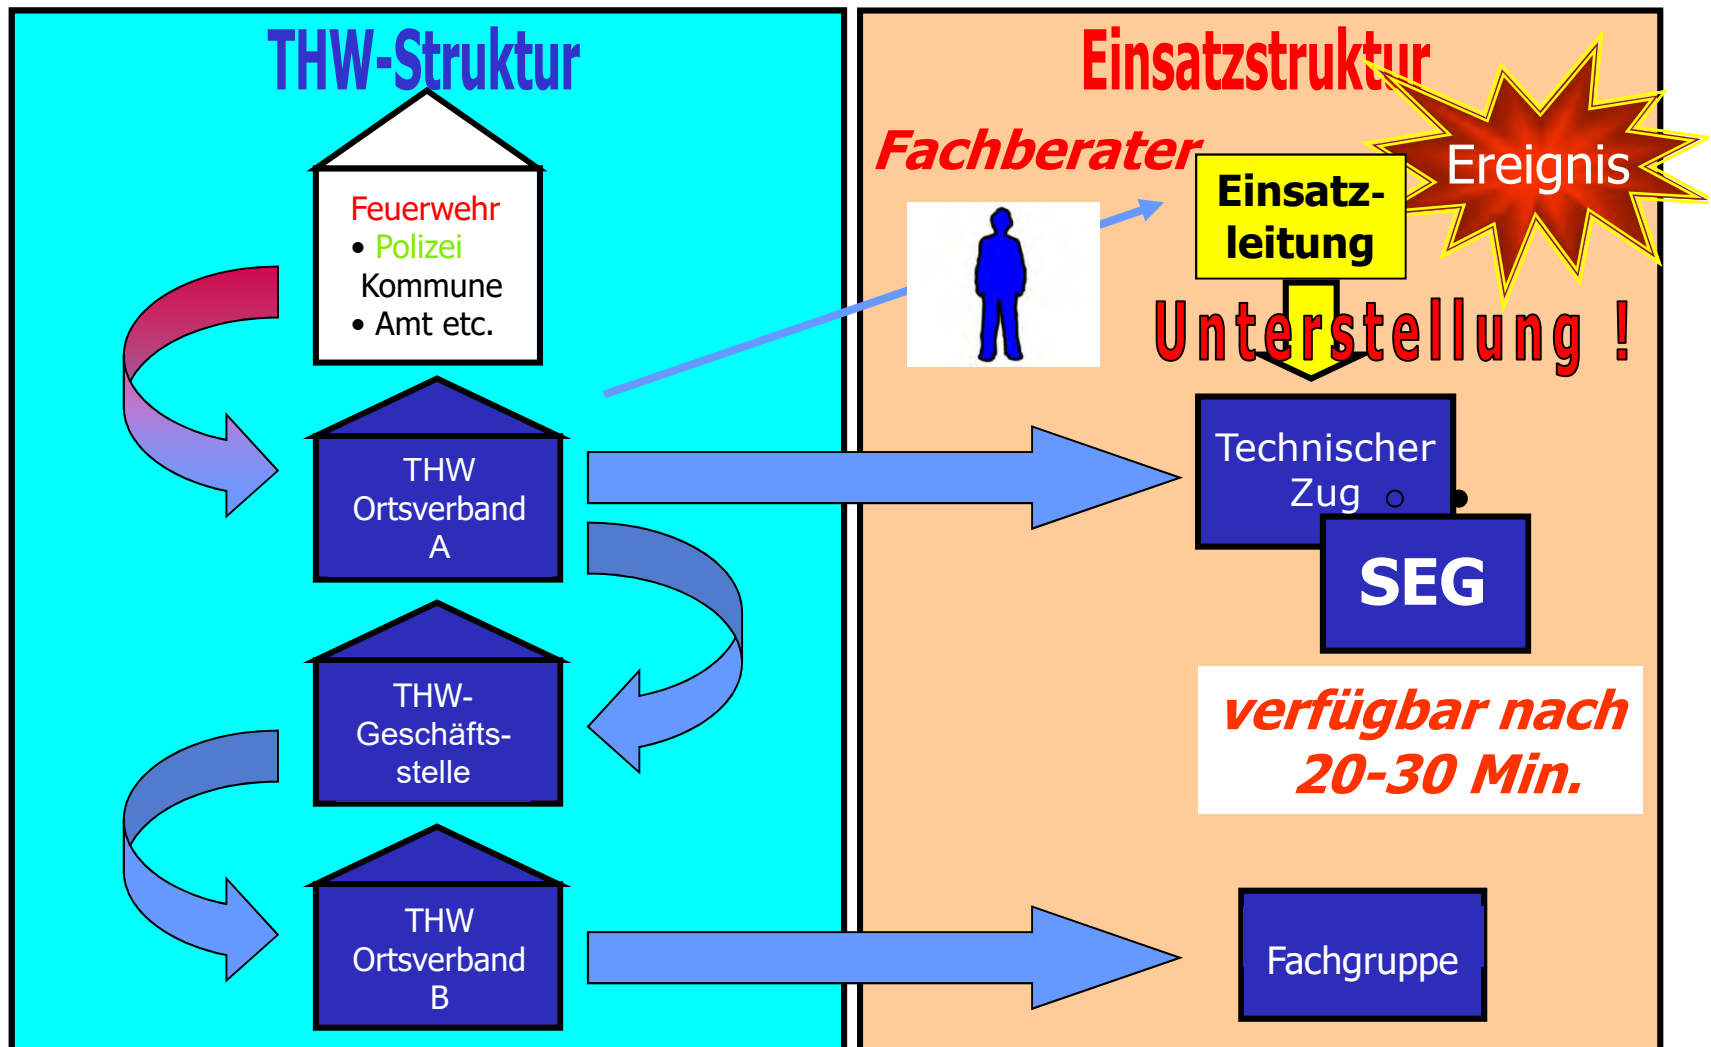 THW-Struktur
Feuerwehr
• Polizei
Kommune
• Amt etc.
THW
Ortsverband
A
THW-
Geschäfts-
stelle
THW
Ortsverband
B
Einsatzstruktur
Ereignis
Fachberater
Einsatz-
leitung
Unterstellung !
Technischer
Zug
SEG
verfügbar nach
20-30 Min.
Fachgruppe